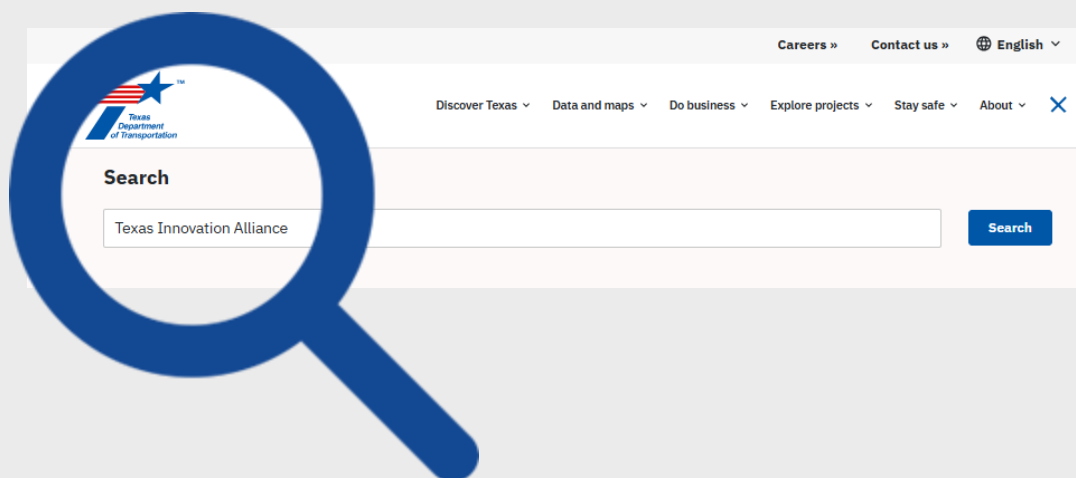 Careers » Contact us » English
TM
Texas
Department
of Transportation
Discover Texas Data and maps Do business Explore projects Stay safe About
Search
Texas Innovation Alliance
Search